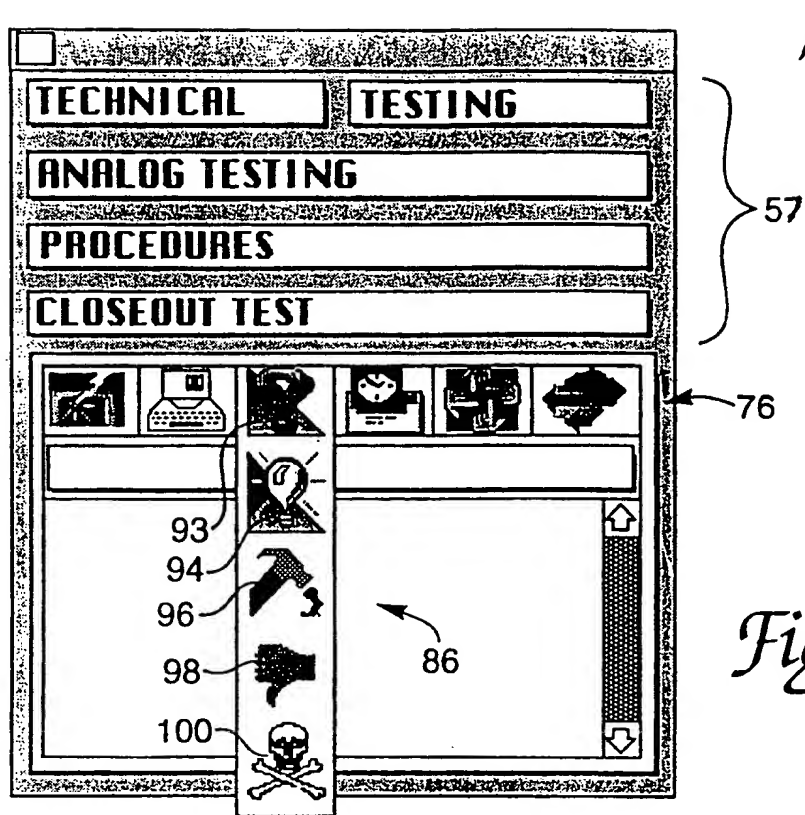 TECHNICAL TESTING
ANALOG TESTING
57
PROCEDURES
CLOSEOUT TEST
76
93
94
96
86
98
100